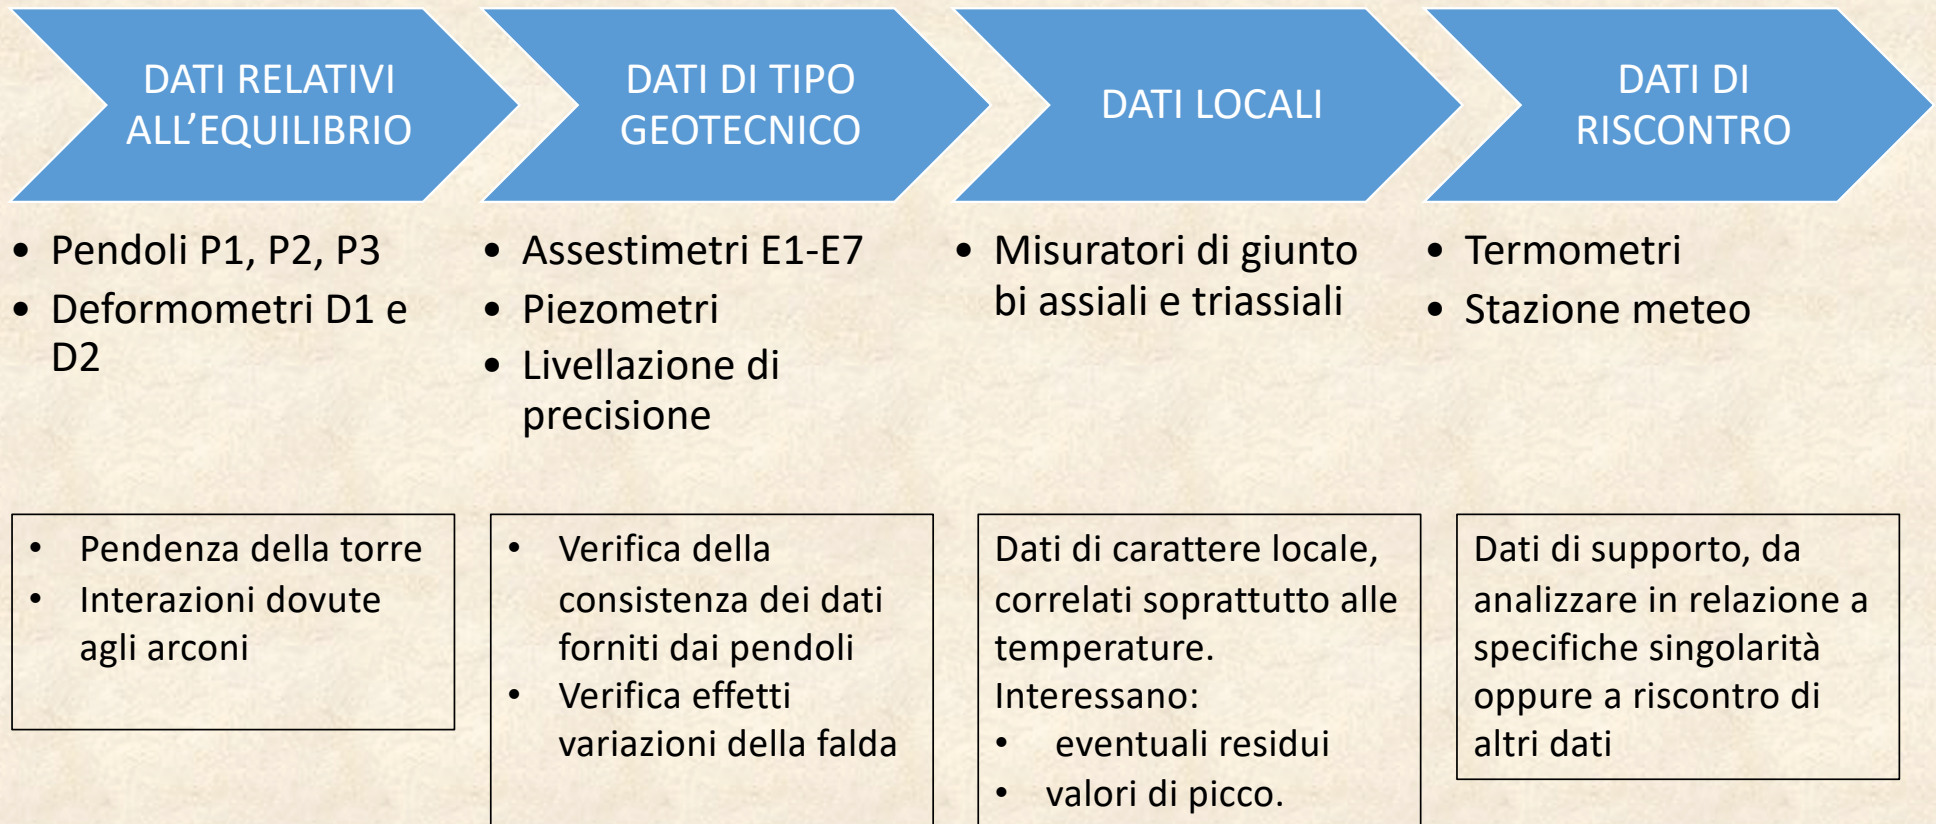 DATI RELATIVI
ALL’EQUILIBRIO
• Pendoli P1, P2, P3
• Deformometri D1 e
D2
• Pendenza della torre
• Interazioni dovute
agli arconi
DATI DI TIPO
GEOTECNICO
• Assestimetri E1-E7
• Piezometri
• Livellazione di
precisione
• Verifica della
consistenza dei dati
forniti dai pendoli
• Verifica effetti
variazioni della falda
DATI LOCALI
• Misuratori di giunto
bi assiali e triassiali
Dati di carattere locale,
correlati soprattutto alle
temperature.
Interessano:
• eventuali residui
• valori di picco.
DATI DI
RISCONTRO
• Termometri
• Stazione meteo
Dati di supporto, da
analizzare in relazione a
specifiche singolarità
oppure a riscontro di
altri dati